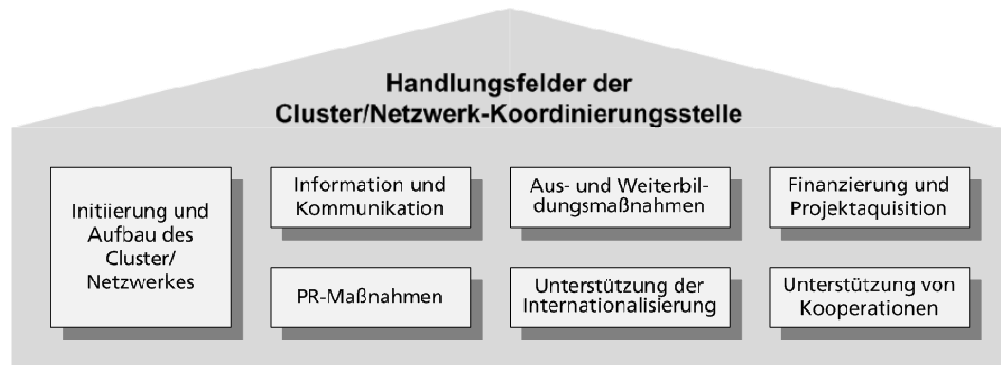 Handlungsfelder der
Cluster/Netzwerk-Koordinierungsstelle
Initiierung und
Aufbau des
Cluster/
Netzwerkes
Information und
Kommunikation
Aus- und Weiterbil-
dungsmaßnahmen
Finanzierung und
Projektaquisition
PR-Maßnahmen
Unterstützung der
Internationalisierung
Unterstützung von
Kooperationen